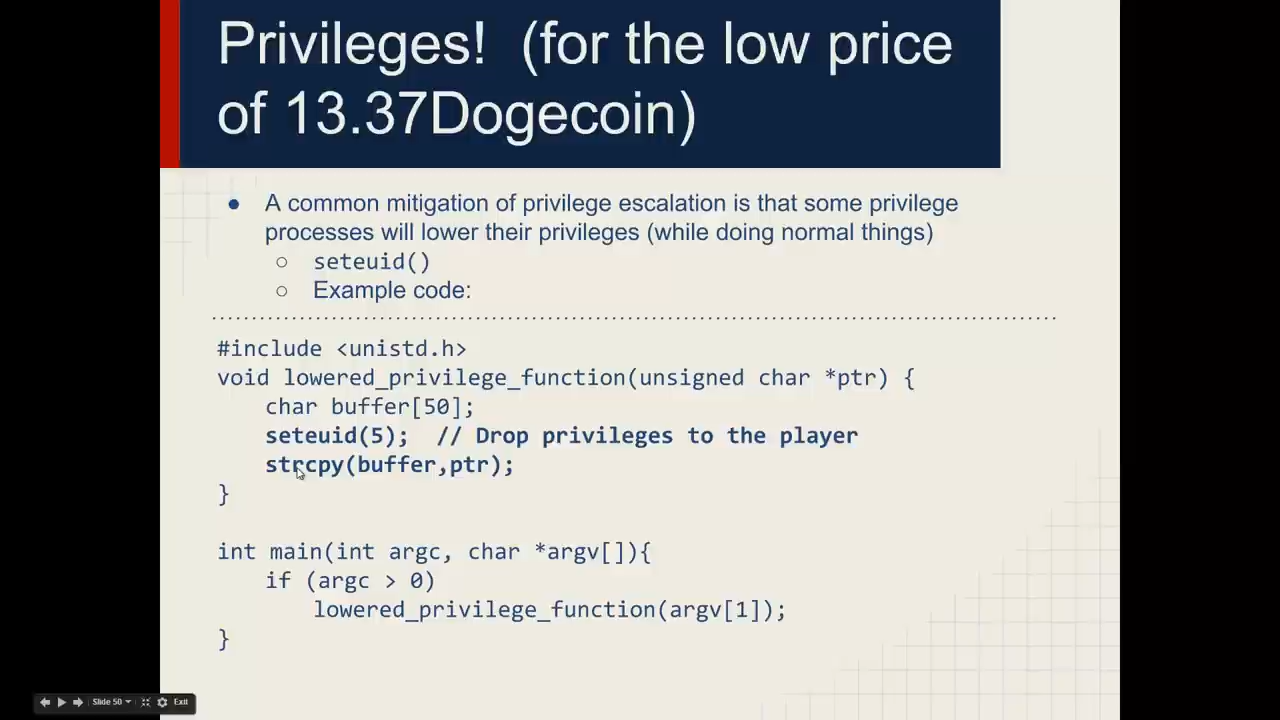 Privileges! (for the low price
of 13.37Dogecoin)
● A common mitigation of privilege escalation is that some privilege
processes will lower their privileges (while doing normal things)
○ seteuid()
○ Example code:
#include <unistd.h>
void lowered_privilege_function(unsigned char *ptr) {
char buffer[50];
seteuid(5); // Drop privileges to the player
strcpy(buffer,ptr);
}
int main(int argc, char *argv[]){
if (argc > 0)
lowered_privilege_function(argv[1]);
}
Slide 50
Exit